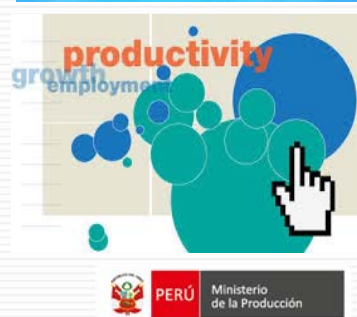 productivity
growth
employment
PERÚ
Ministerio
de la Producción